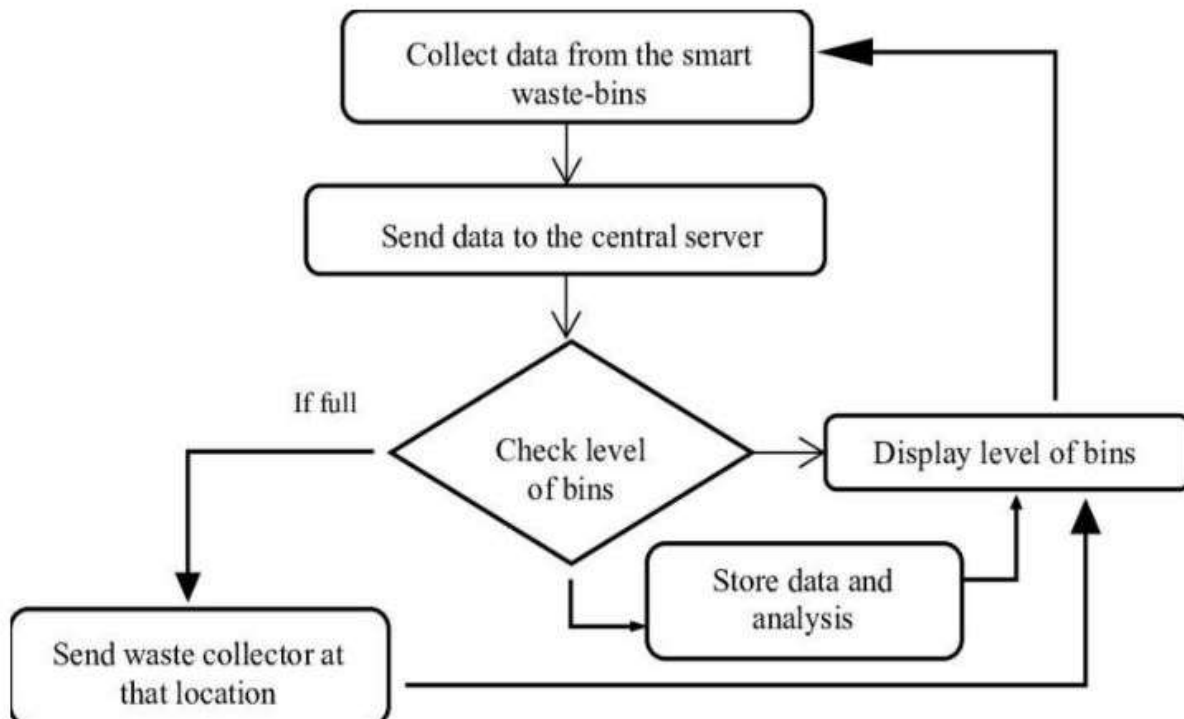 Collect data from the smart
waste-bins
Send data to the central server
If full
Check level
of bins
Display level of bins
Store data and
analysis
Send waste collector at
that location